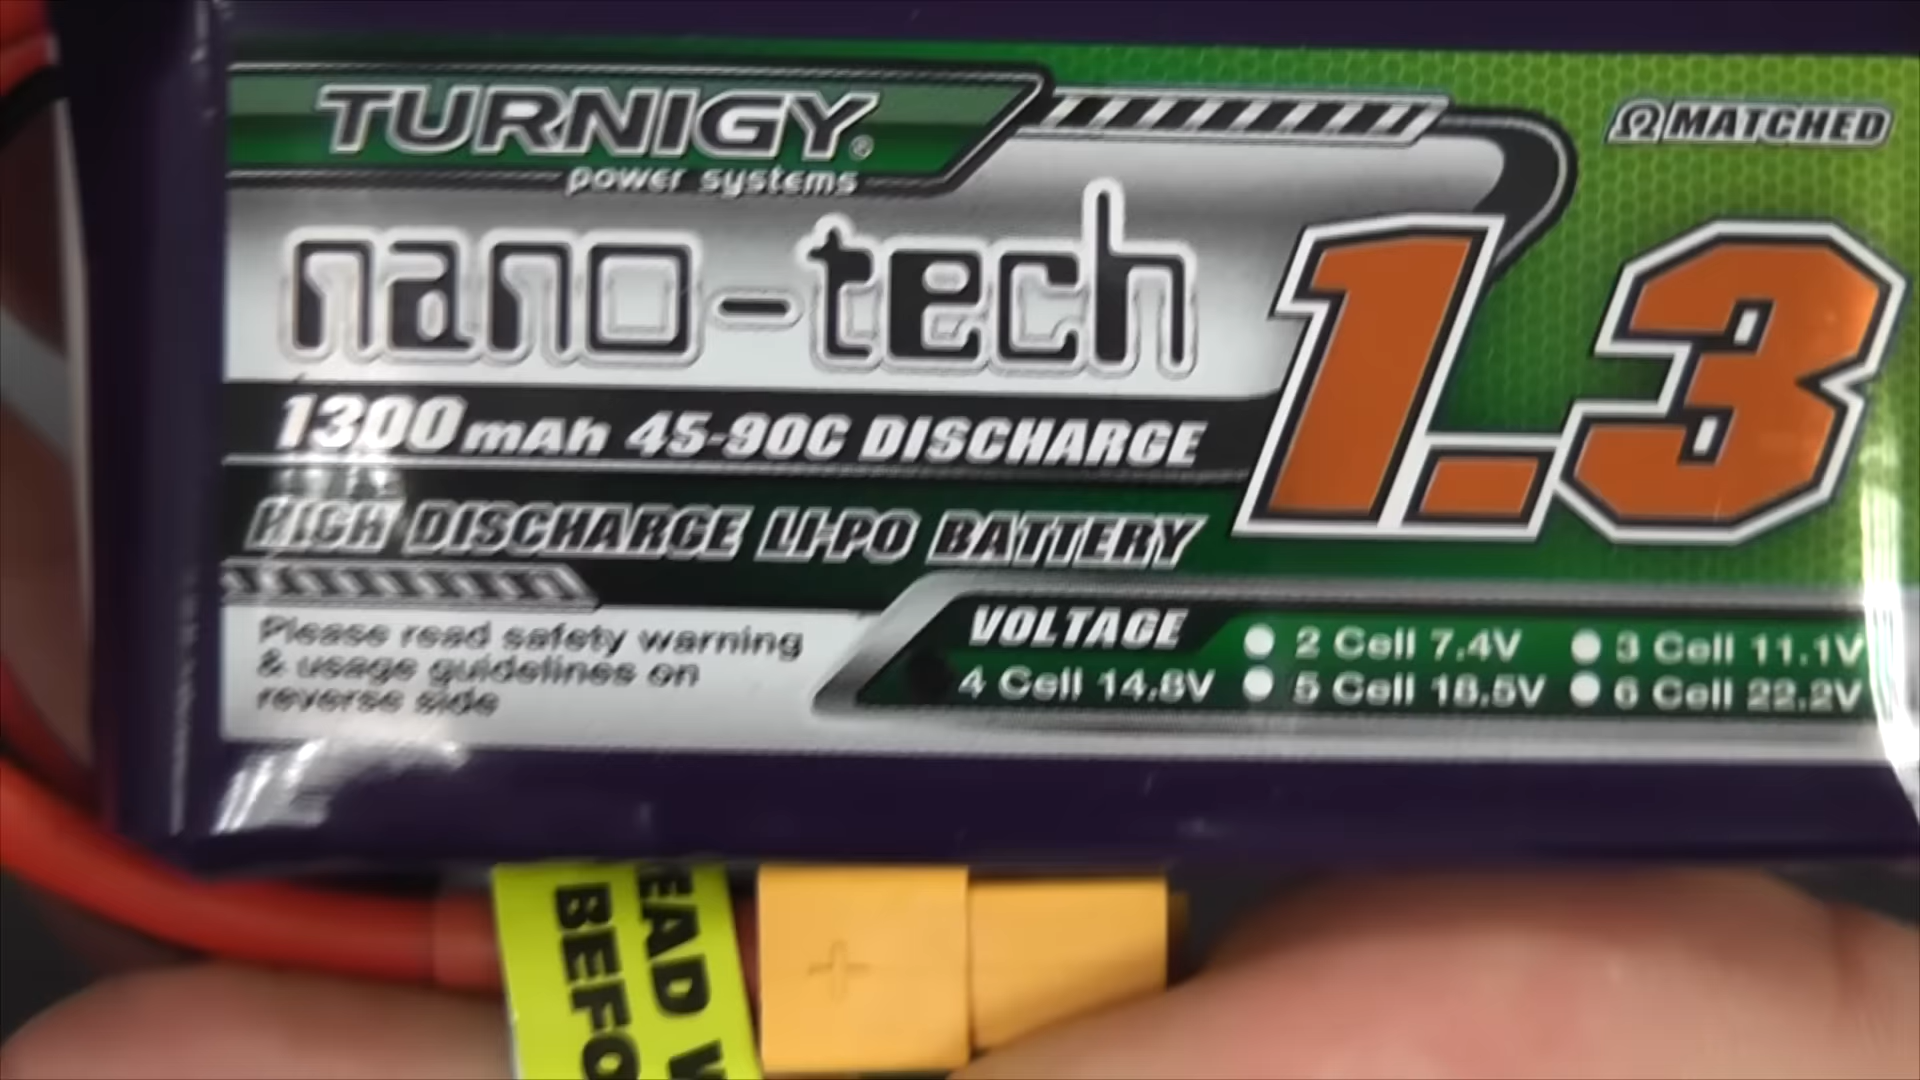 TURNIGY®
power systems
Ω MATCHED
nano-tech
1.3
1300mAh 45-90C DISCHARGE
HIGH DISCHARGE LI-PO BATTERY
Please read safety warning
& usage guidelines on
reverse side
VOLTAGE
2 Cell 7.4V 3 Cell 11.1V
4 Cell 14.8V 5 Cell 18.5V 6 Cell 22.2V
EAD
BEFO
+